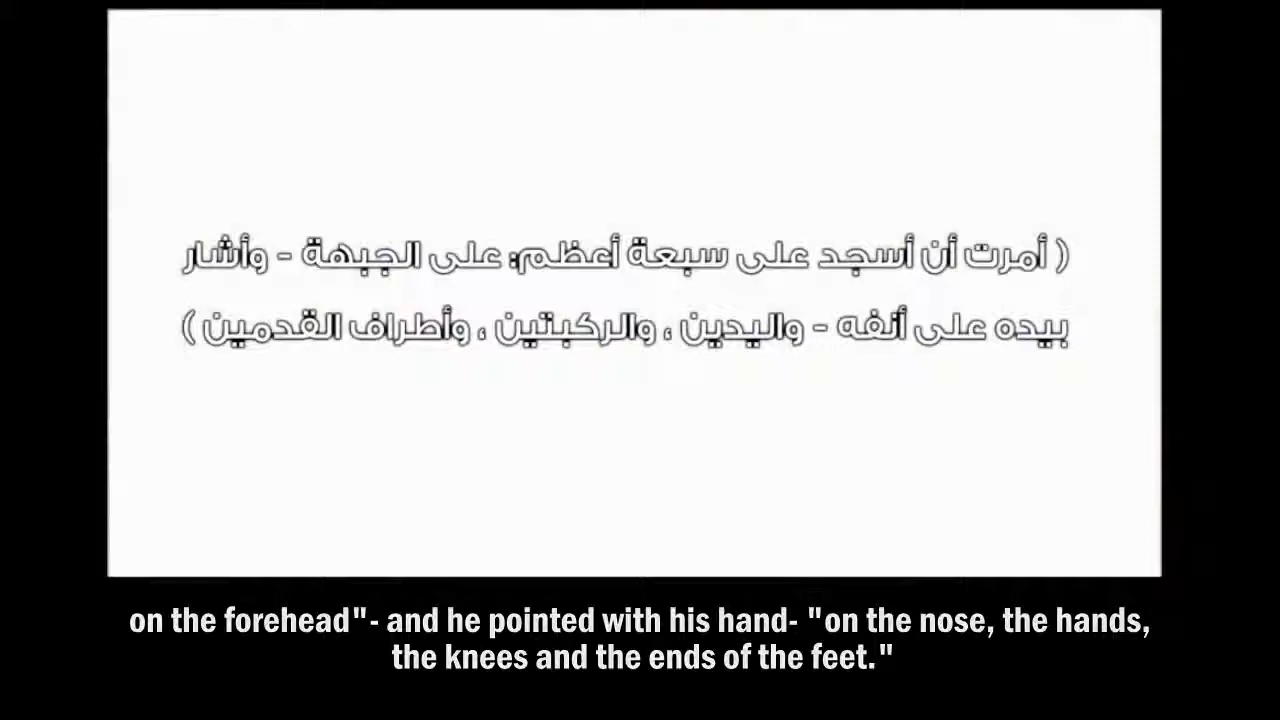 ( أمرت أن أسجد على سبعة أعظم: على الجبهة - وأشار
بيده على أنفه - واليدين ، والركبتين ، وأطراف القدمين )
on the forehead"- and he pointed with his hand- "on the nose, the hands,
the knees and the ends of the feet."